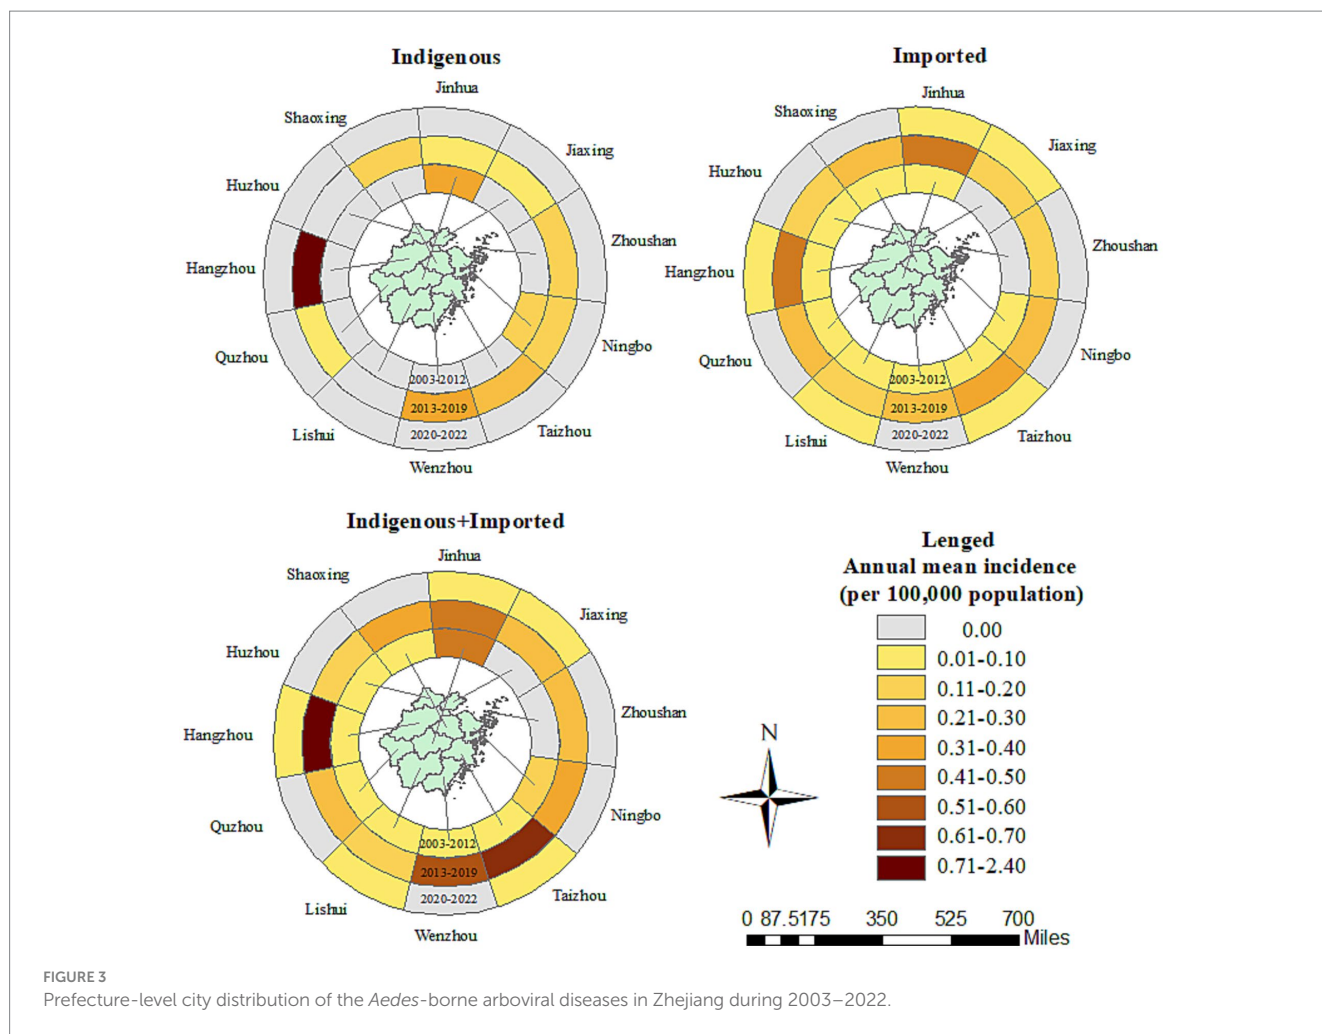 Indigenous
Jinhua
Shaoxing
Jiaxing
Huzhou
Zhoushan
Hangzhou
Ningbo
Quzhou
2003-2012
2013-2019
2020-2022
Taizhou
Lishui
Wenzhou
Imported
Jinhua
Shaoxing
Jiaxing
Huzhou
Zhoushan
Hangzhou
Ningbo
Quzhou
2003-2012
2013-2019
2020-2022
Taizhou
Lishui
Wenzhou
Indigenous+Imported
Jinhua
Shaoxing
Jiaxing
Huzhou
Zhoushan
Hangzhou
Ningbo
Quzhou
2003-2012
2013-2019
2020-2022
Taizhou
Lishui
Wenzhou
Lenged
Annual mean incidence
(per 100,000 population)
0.00
0.01-0.10
0.11-0.20
0.21-0.30
0.31-0.40
0.41-0.50
0.51-0.60
0.61-0.70
0.71-2.40
N
0 87.5175 350 525 700
Miles
FIGURE 3
Prefecture-level city distribution of the Aedes-borne arboviral diseases in Zhejiang during 2003–2022.